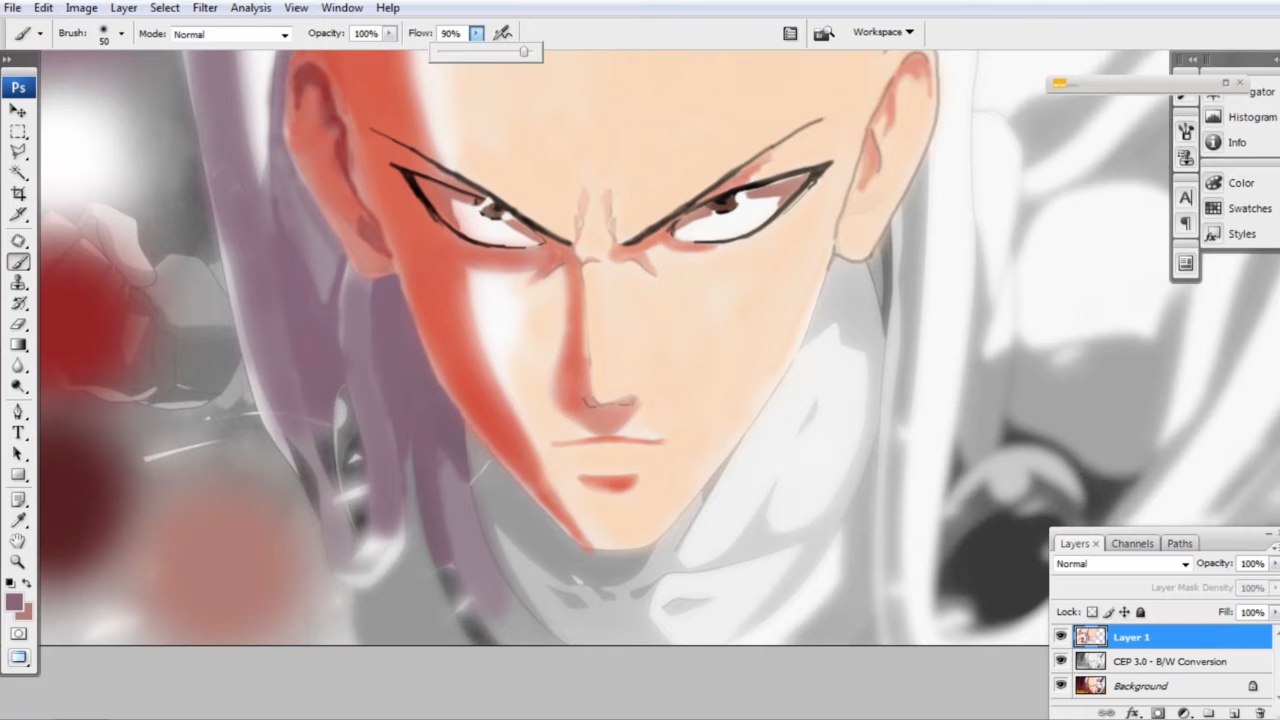 File Edit Image Layer Select Filter Analysis View Window Help
Brush: 50 Mode: Normal Opacity: 100% Flow: 90% Workspace
Ps
Histogram
Info
Color
Swatches
Styles
A
T
Layers Channels Paths
Normal Opacity: 100%
Layer Mask Density: 100%
Lock: Fill: 100%
Layer 1
CEP 3.0 - B/W Conversion
Background
fx